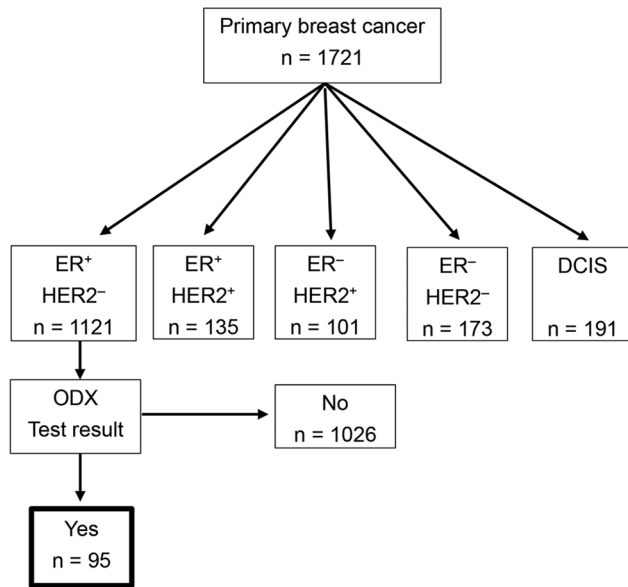 Primary breast cancer
n = 1721
ER⁺
HER2⁻
n = 1121
ER⁺
HER2⁺
n = 135
ER⁻
HER2⁺
n = 101
ER⁻
HER2⁻
n = 173
DCIS
n = 191
ODX
Test result
No
n = 1026
Yes
n = 95